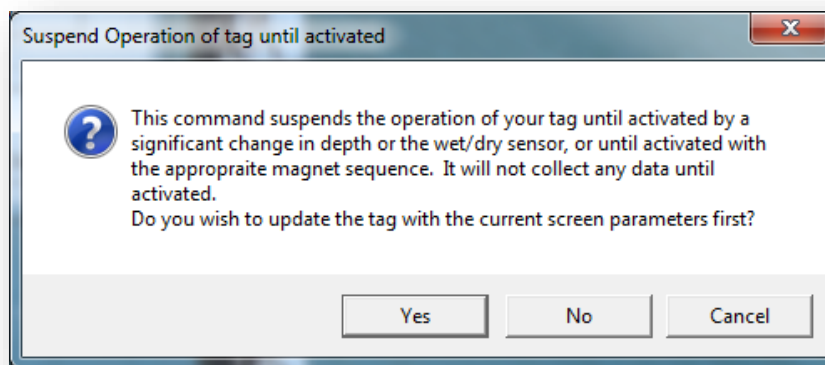 Suspend Operation of tag until activated
This command suspends the operation of your tag until activated by a
significant change in depth or the wet/dry sensor, or until activated with
the appropraite magnet sequence.  It will not collect any data until
activated.
Do you wish to update the tag with the current screen parameters first?
Yes No Cancel